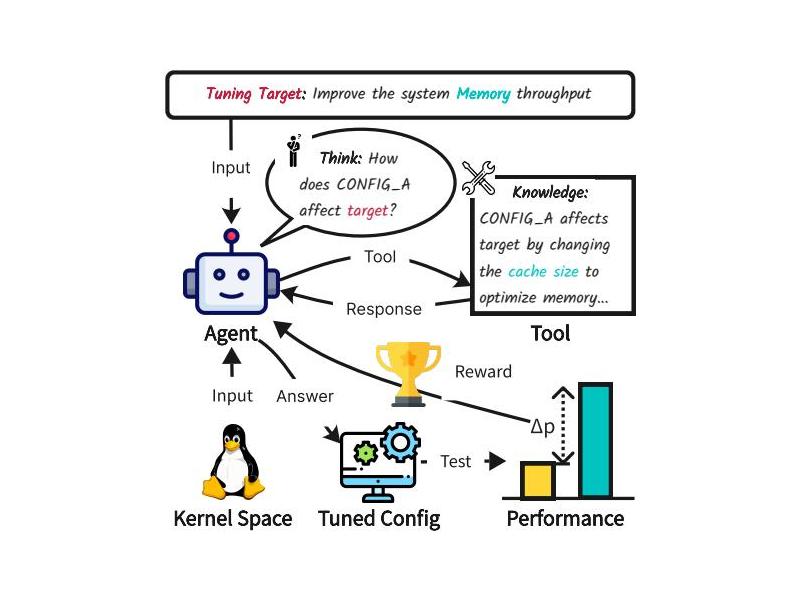 Tuning Target: Improve the system Memory throughput
Input
?
Think: How
does CONFIG_A
affect target?
Knowledge:
CONFIG_A affects
target by changing
the cache size to
optimize memory...
Tool
Response
Agent
Tool
Input
Answer
Reward
Δp
Test
Kernel Space
Tuned Config
Performance